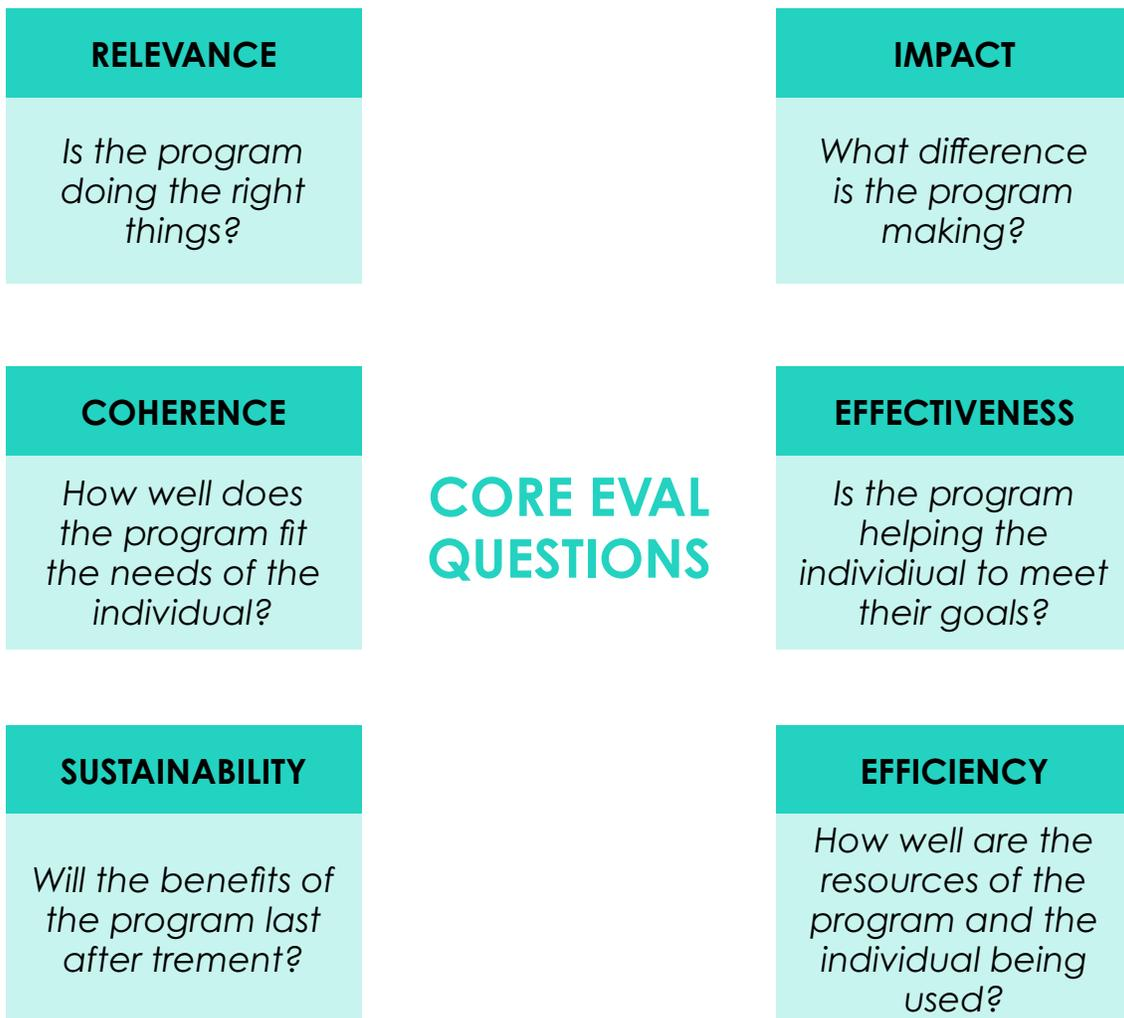 RELEVANCE
Is the program
doing the right
things?
IMPACT
What difference
is the program
making?
COHERENCE
How well does
the program fit
the needs of the
individual?
CORE EVAL
QUESTIONS
EFFECTIVENESS
Is the program
helping the
individiual to meet
their goals?
SUSTAINABILITY
Will the benefits of
the program last
after trement?
EFFICIENCY
How well are the
resources of the
program and the
individual being
used?